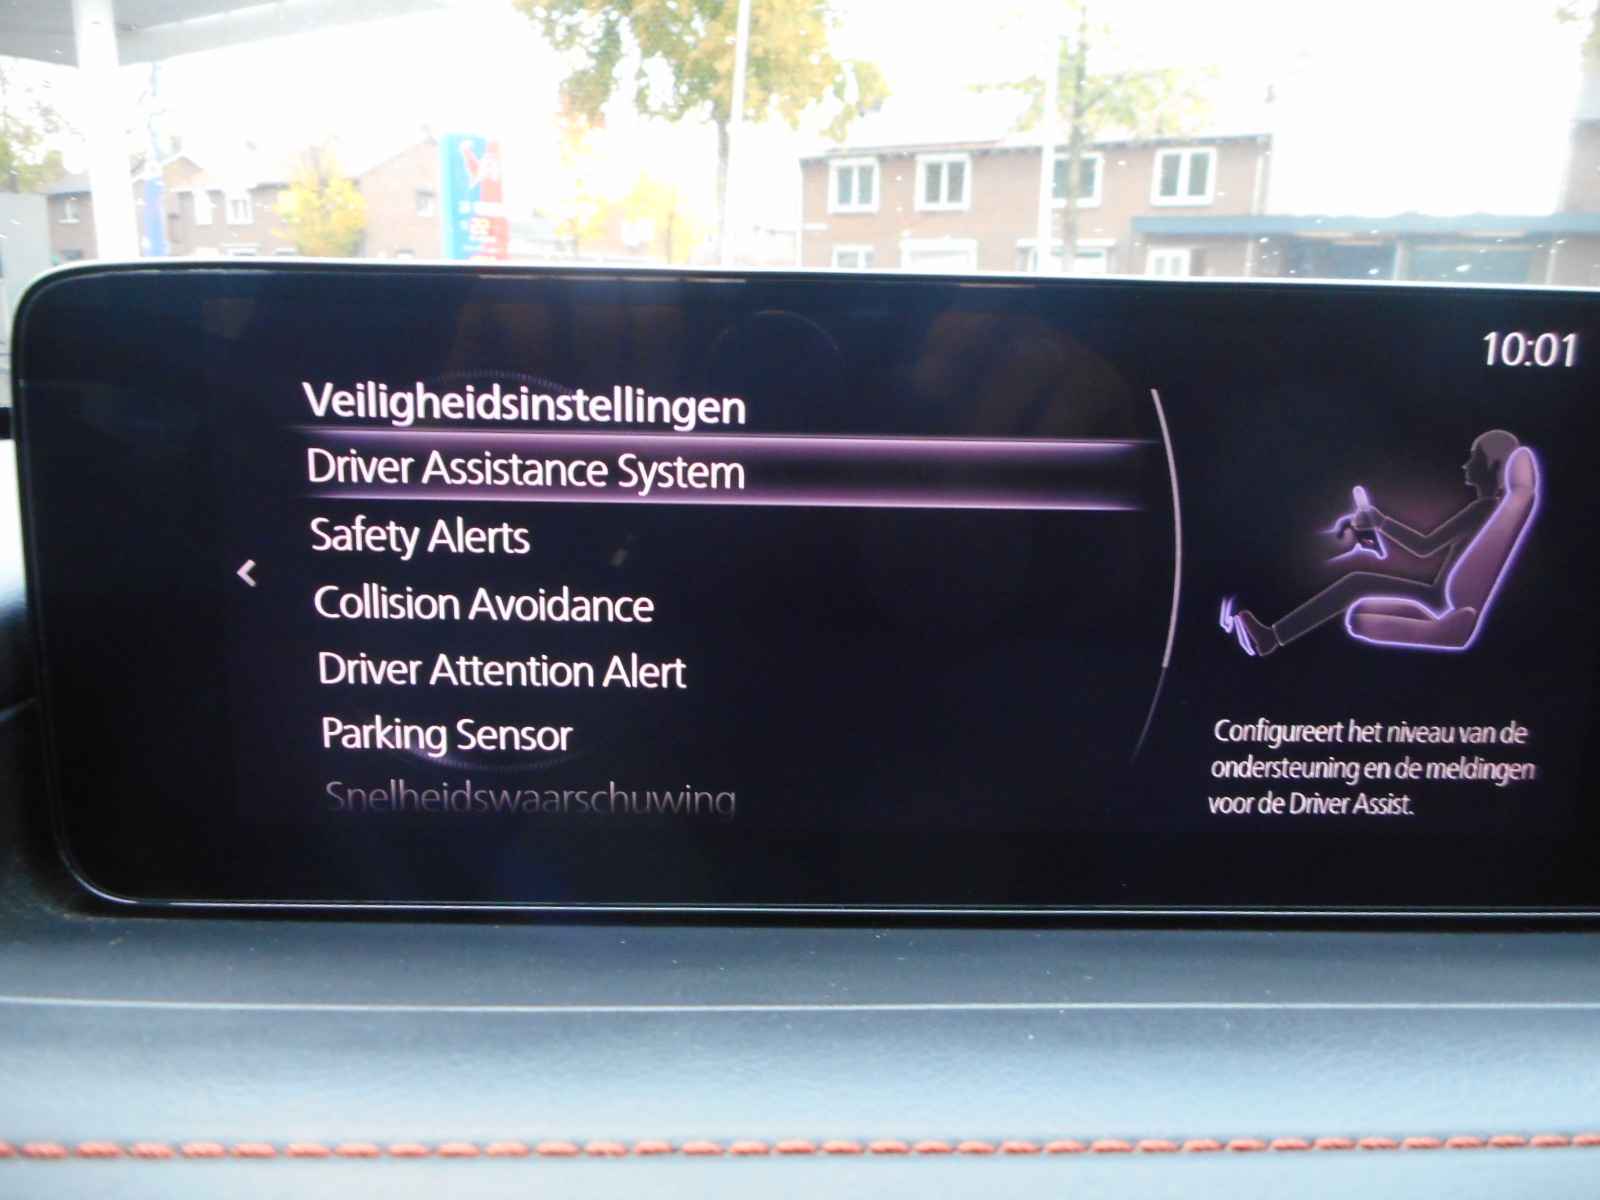 10:01
Veiligheidsinstellingen
Driver Assistance System
Safety Alerts
Collision Avoidance
Driver Attention Alert
Parking Sensor
Snelheidswaarschuwing
Configureert het niveau van de
ondersteuning en de meldingen
voor de Driver Assist.